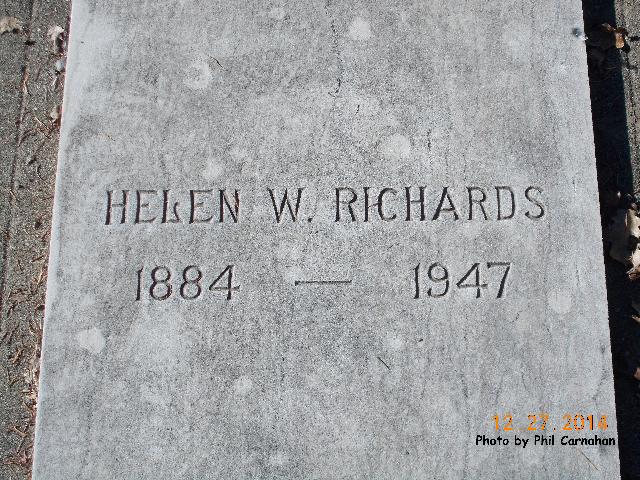 HELEN W. RICHARDS
1884 — 1947
12.27.2014
Photo by Phil Carnahan